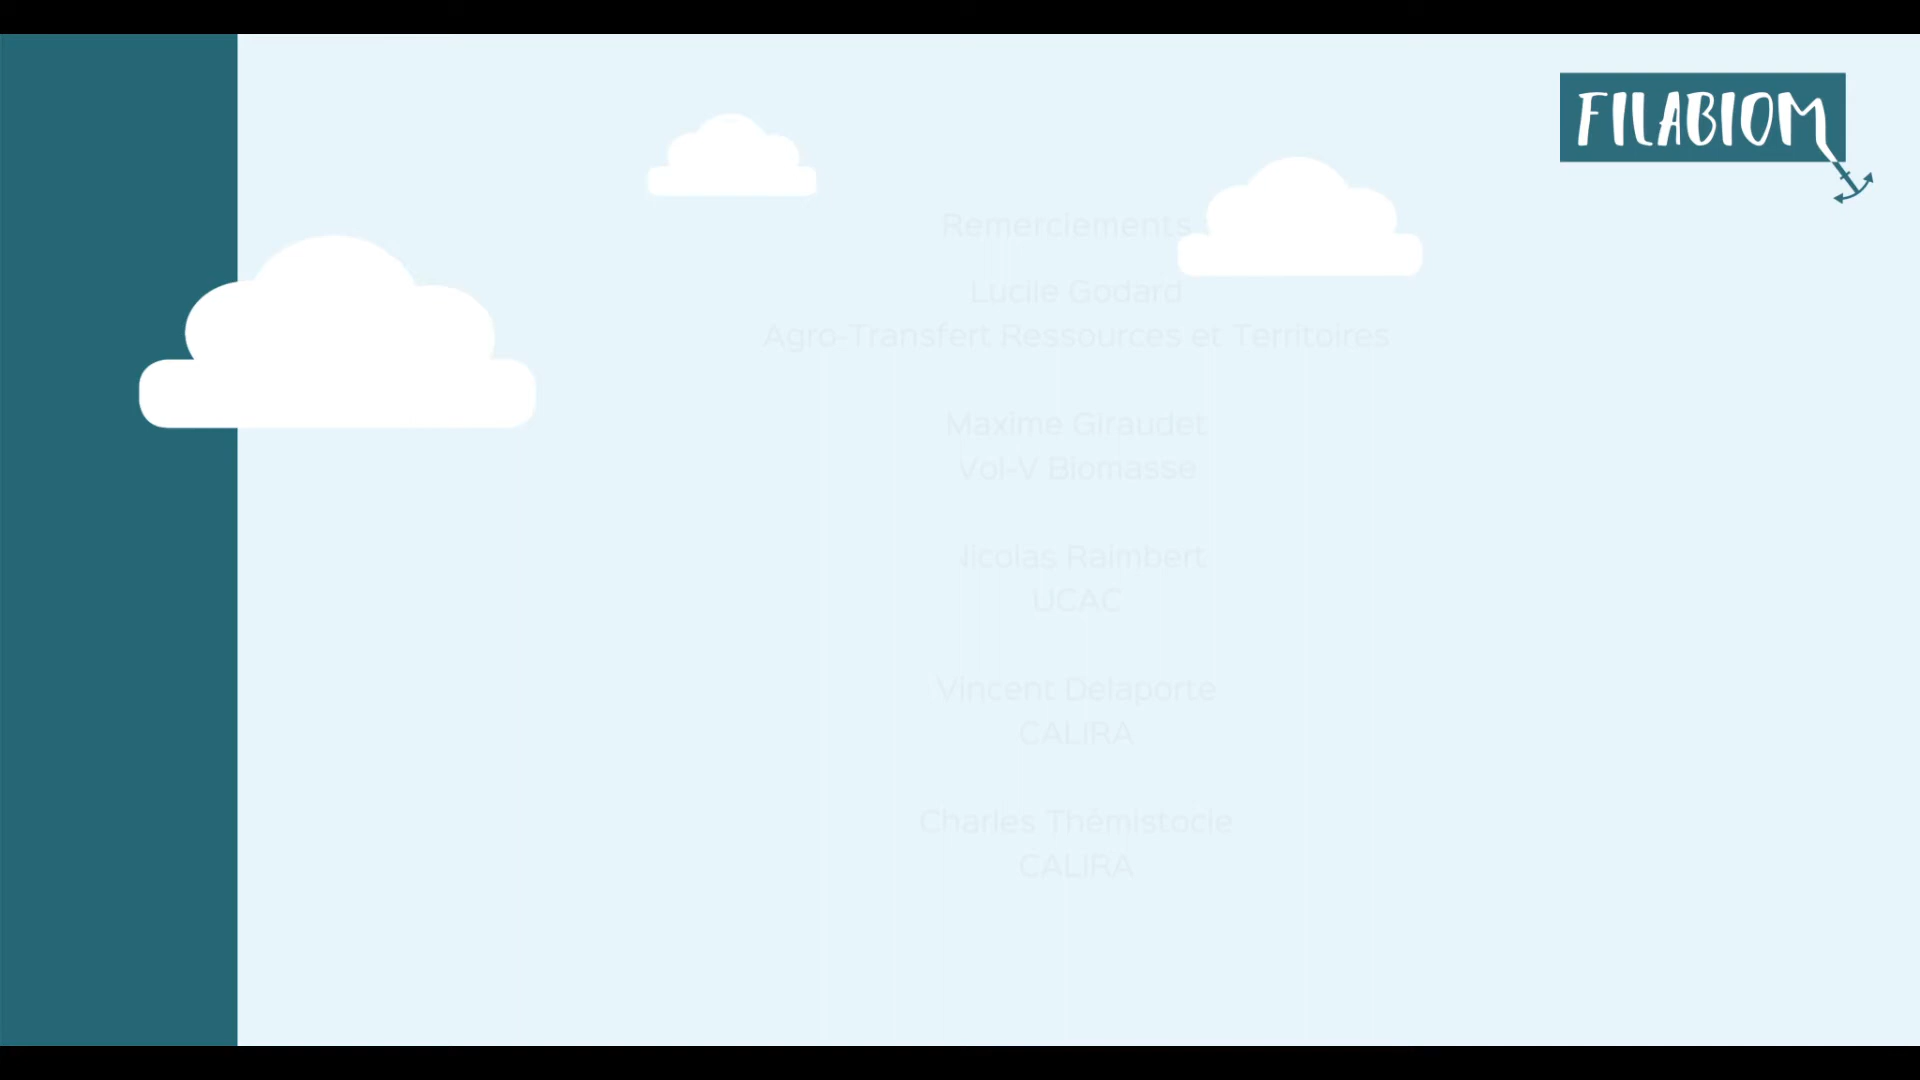 FILABIOM
Remerciements
Lucile Godard
Agro-Transfert Ressources et Territoires
Maxime Giraudet
Vol-V Biomasse
Nicolas Raimbert
UCAC
Vincent Delaporte
CALIRA
Charles Thémistocle
CALIRA